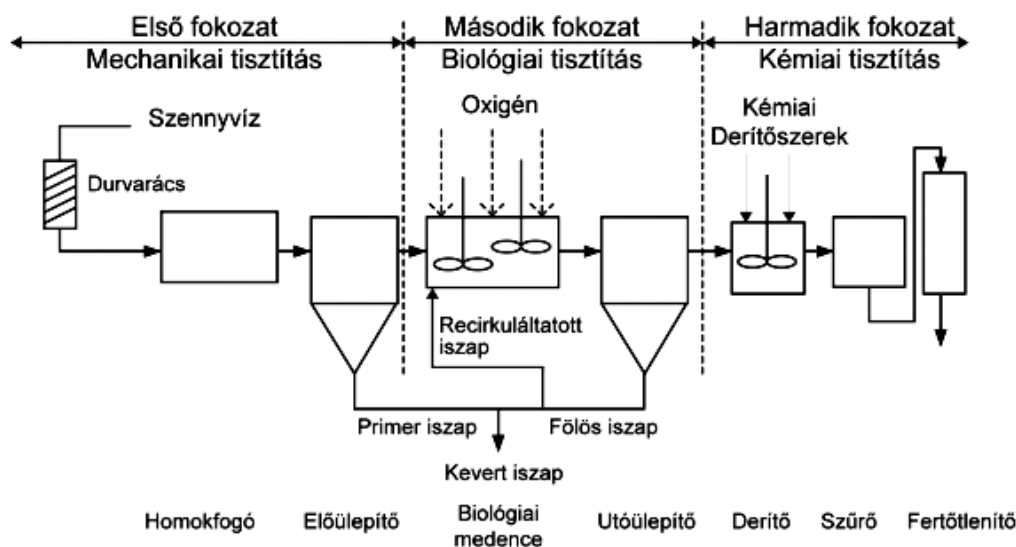 Első fokozat
Mechanikai tisztítás
Második fokozat
Biológiai tisztítás
Harmadik fokozat
Kémiai tisztítás
Szennyvíz
Oxigén
Kémiai
Derítőszerek
Durvarács
Recirkuláltatott
iszap
Primer iszap
Fölös iszap
Kevert iszap
Homokfogó
Előülepítő
Biológiai
medence
Utóülepítő
Derítő
Szűrő
Fertőtlenítő